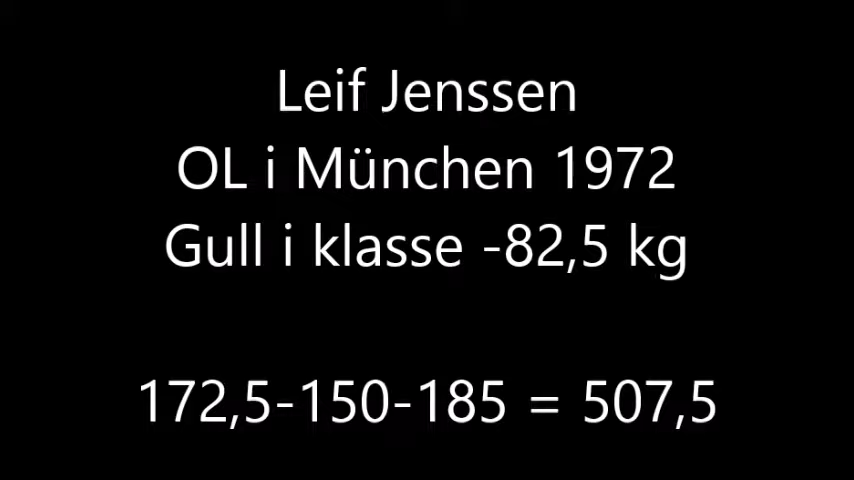 Leif Jenssen
OL i München 1972
Gull i klasse -82,5 kg
172,5-150-185 = 507,5